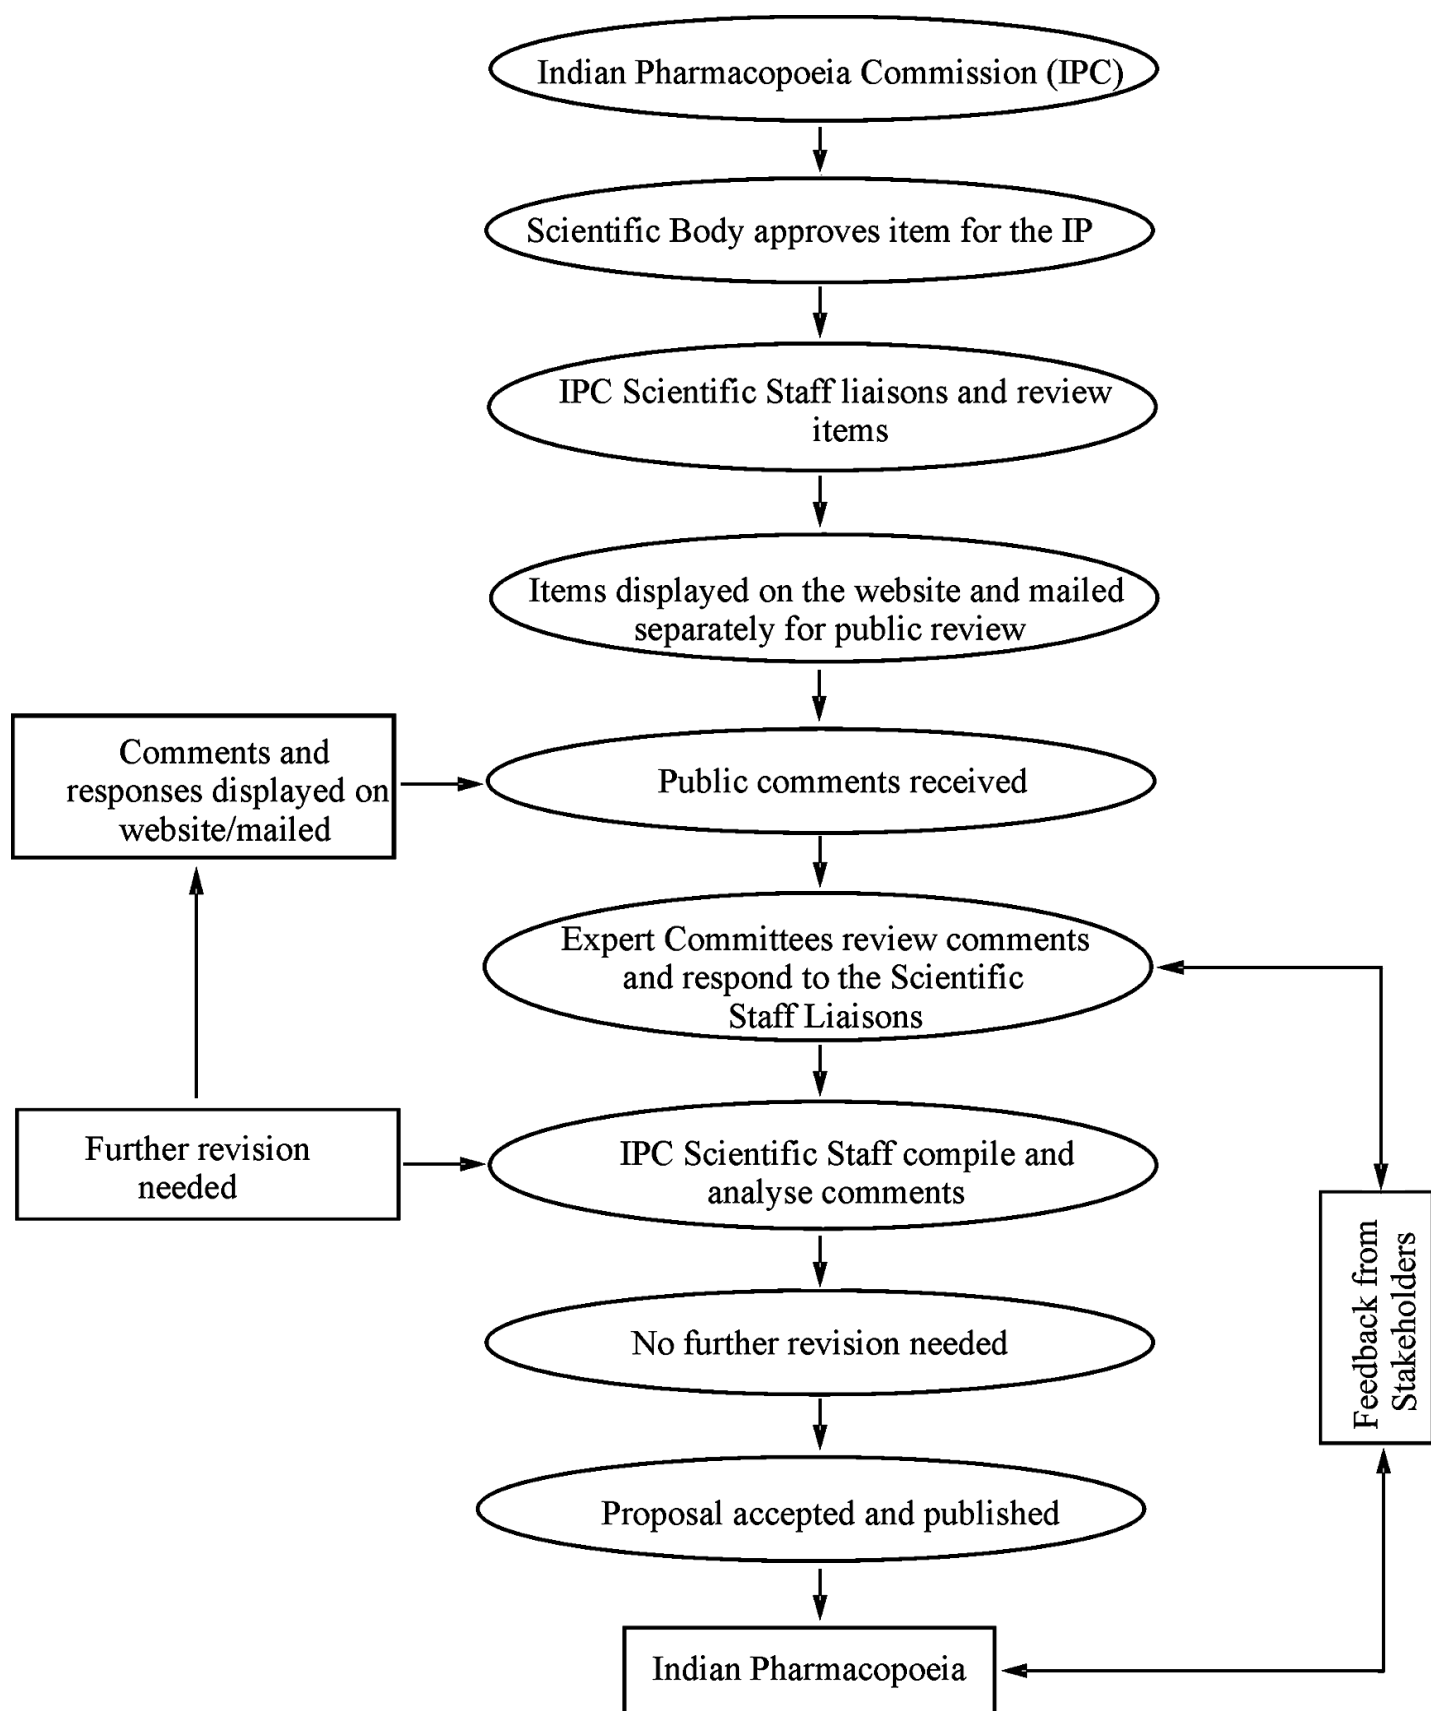 Indian Pharmacopoeia Commission (IPC)
Scientific Body approves item for the IP
IPC Scientific Staff liaisons and review
items
Items displayed on the website and mailed
separately for public review
Comments and
responses displayed on
website/mailed
Public comments received
Expert Committees review comments
and respond to the Scientific
Staff Liaisons
Further revision
needed
IPC Scientific Staff compile and
analyse comments
Feedback from
Stakeholders
No further revision needed
Proposal accepted and published
Indian Pharmacopoeia